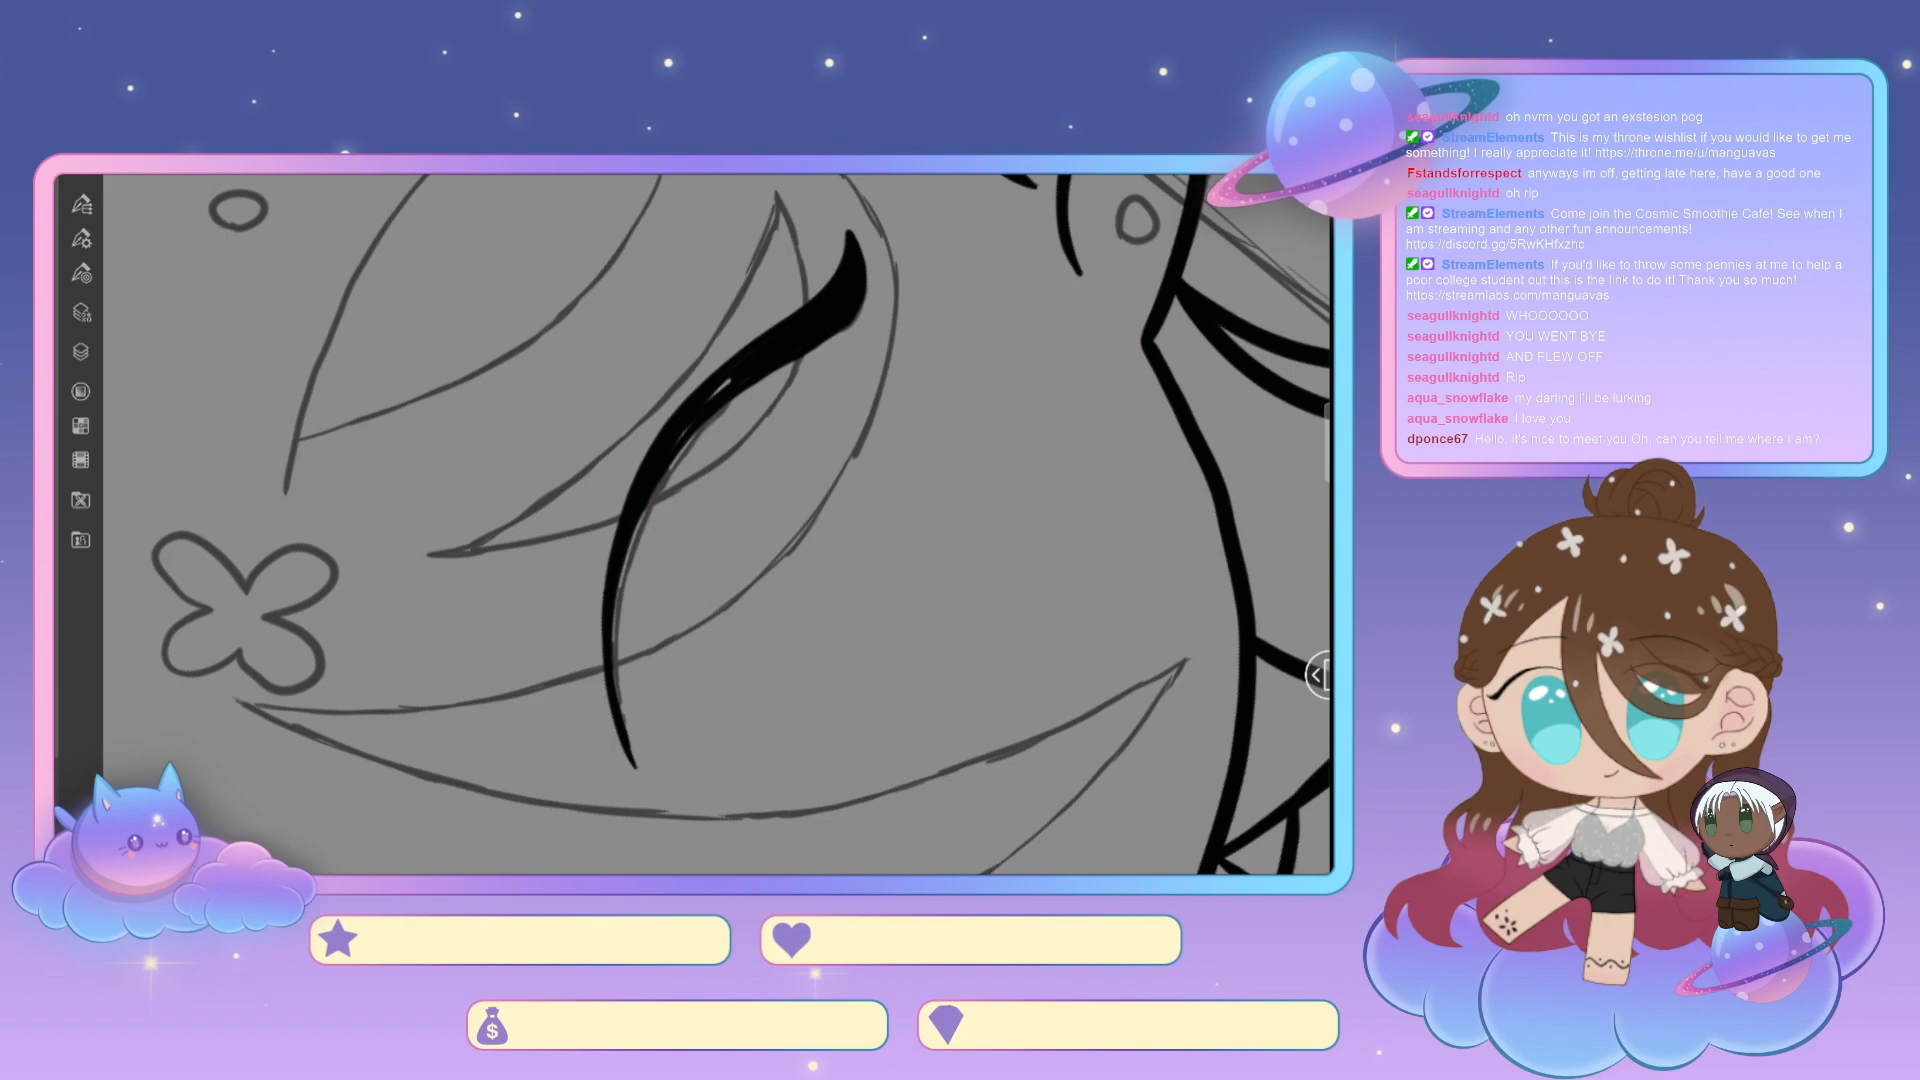 seagullknightd oh nvrm you got an exstesion pog
StreamElements This is my throne wishlist if you would like to get me
something! I really appreciate it! https://throne.me/u/manguavas
Fstandsforrespect anyways im off, getting late here, have a good one
seagullknightd oh rip
StreamElements Come join the Cosmic Smoothie Café! See when I
am streaming and any other fun announcements!
https://discord.gg/5RwKHfxzhc
StreamElements If you'd like to throw some pennies at me to help a
poor college student out this is the link to do it! Thank you so much!
https://streamlabs.com/manguavas
seagullknightd WHOOOOOO
seagullknightd YOU WENT BYE
seagullknightd AND FLEW OFF
seagullknightd Rip
aqua_snowflake my darling I'll be lurking
aqua_snowflake I love you
dponce67 Hello, it's nice to meet you Oh, can you tell me where I am?
$